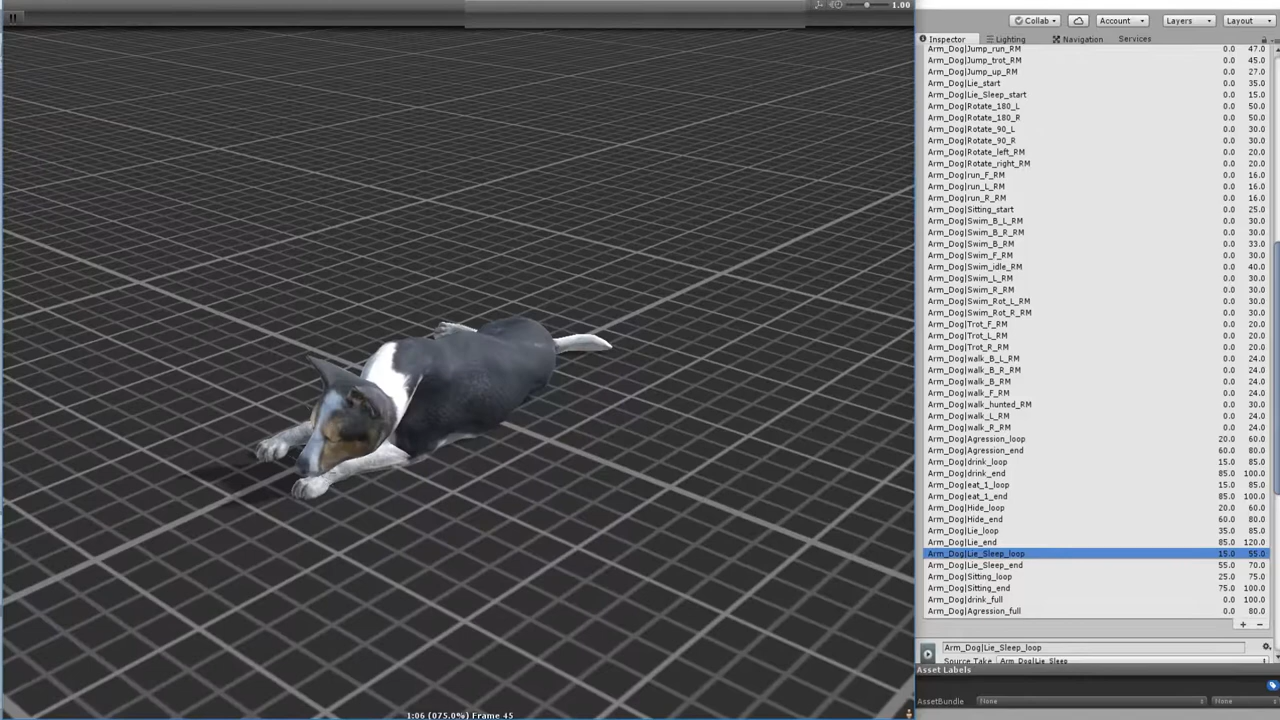 1.00
Collab Account Layers Layout
Inspector Lighting Navigation Services
Arm_Dog|Jump_run_RM 0.0 47.0
Arm_Dog|Jump_trot_RM 0.0 45.0
Arm_Dog|Jump_up_RM 0.0 27.0
Arm_Dog|Lie_start 0.0 35.0
Arm_Dog|Lie_Sleep_start 0.0 15.0
Arm_Dog|Rotate_180_L 0.0 50.0
Arm_Dog|Rotate_180_R 0.0 50.0
Arm_Dog|Rotate_90_L 0.0 30.0
Arm_Dog|Rotate_90_R 0.0 30.0
Arm_Dog|Rotate_left_RM 0.0 20.0
Arm_Dog|Rotate_right_RM 0.0 20.0
Arm_Dog|run_F_RM 0.0 16.0
Arm_Dog|run_L_RM 0.0 16.0
Arm_Dog|run_R_RM 0.0 16.0
Arm_Dog|Sitting_start 0.0 25.0
Arm_Dog|Swim_B_L_RM 0.0 30.0
Arm_Dog|Swim_B_R_RM 0.0 30.0
Arm_Dog|Swim_B_RM 0.0 33.0
Arm_Dog|Swim_F_RM 0.0 30.0
Arm_Dog|Swim_idle_RM 0.0 40.0
Arm_Dog|Swim_L_RM 0.0 30.0
Arm_Dog|Swim_R_RM 0.0 30.0
Arm_Dog|Swim_Rot_L_RM 0.0 30.0
Arm_Dog|Swim_Rot_R_RM 0.0 30.0
Arm_Dog|Trot_F_RM 0.0 20.0
Arm_Dog|Trot_L_RM 0.0 20.0
Arm_Dog|Trot_R_RM 0.0 20.0
Arm_Dog|walk_B_L_RM 0.0 24.0
Arm_Dog|walk_B_R_RM 0.0 24.0
Arm_Dog|walk_B_RM 0.0 24.0
Arm_Dog|walk_F_RM 0.0 24.0
Arm_Dog|walk_hunted_RM 0.0 30.0
Arm_Dog|walk_L_RM 0.0 24.0
Arm_Dog|walk_R_RM 0.0 24.0
Arm_Dog|Agression_loop 20.0 60.0
Arm_Dog|Agression_end 60.0 80.0
Arm_Dog|drink_loop 15.0 85.0
Arm_Dog|drink_end 85.0 100.0
Arm_Dog|eat_1_loop 15.0 85.0
Arm_Dog|eat_1_end 85.0 100.0
Arm_Dog|Hide_loop 20.0 60.0
Arm_Dog|Hide_end 60.0 80.0
Arm_Dog|Lie_loop 35.0 85.0
Arm_Dog|Lie_end 85.0 120.0
Arm_Dog|Lie_Sleep_loop 15.0 55.0
Arm_Dog|Lie_Sleep_end 55.0 70.0
Arm_Dog|Sitting_loop 25.0 75.0
Arm_Dog|Sitting_end 75.0 100.0
Arm_Dog|drink_full 0.0 100.0
Arm_Dog|Agression_full 0.0 80.0
Arm_Dog|Lie_Sleep_loop
Source Take Arm_Dog|Lie_Sleep
Asset Labels
AssetBundle None None
1:06 (075.0%) Frame 45